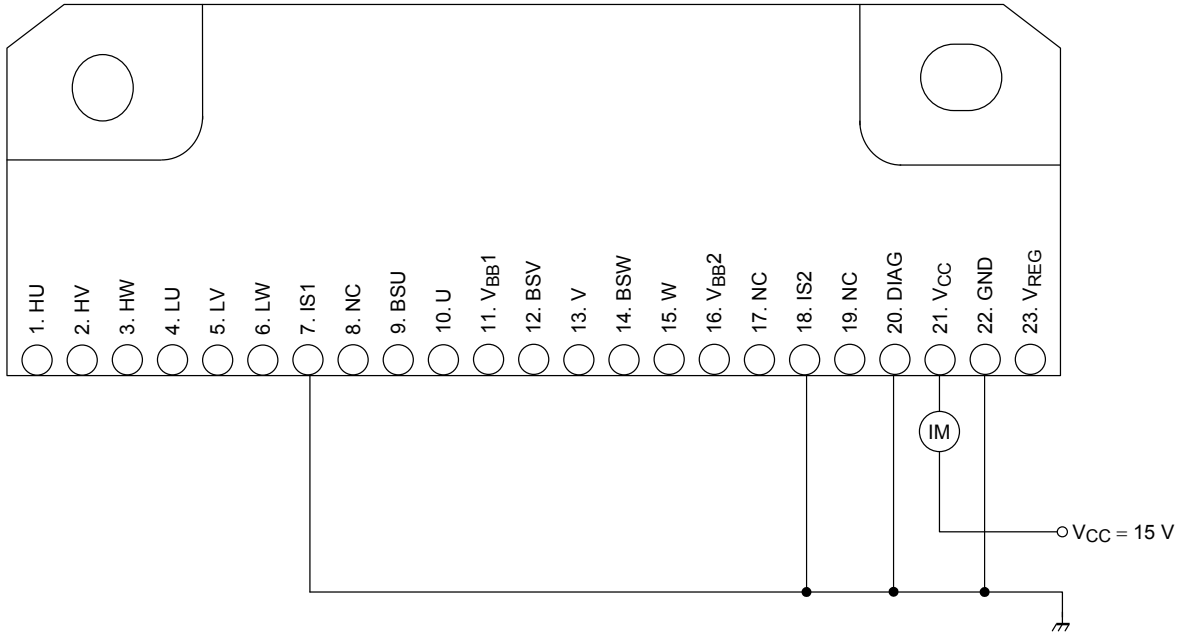 1. HU
2. HV
3. HW
4. LU
5. LV
6. LW
7. IS1
8. NC
9. BSU
10. U
11. VBB1
12. BSV
13. V
14. BSW
15. W
16. VBB2
17. NC
18. IS2
19. NC
20. DIAG
21. VCC
22. GND
23. VREG
IM
VCC = 15 V